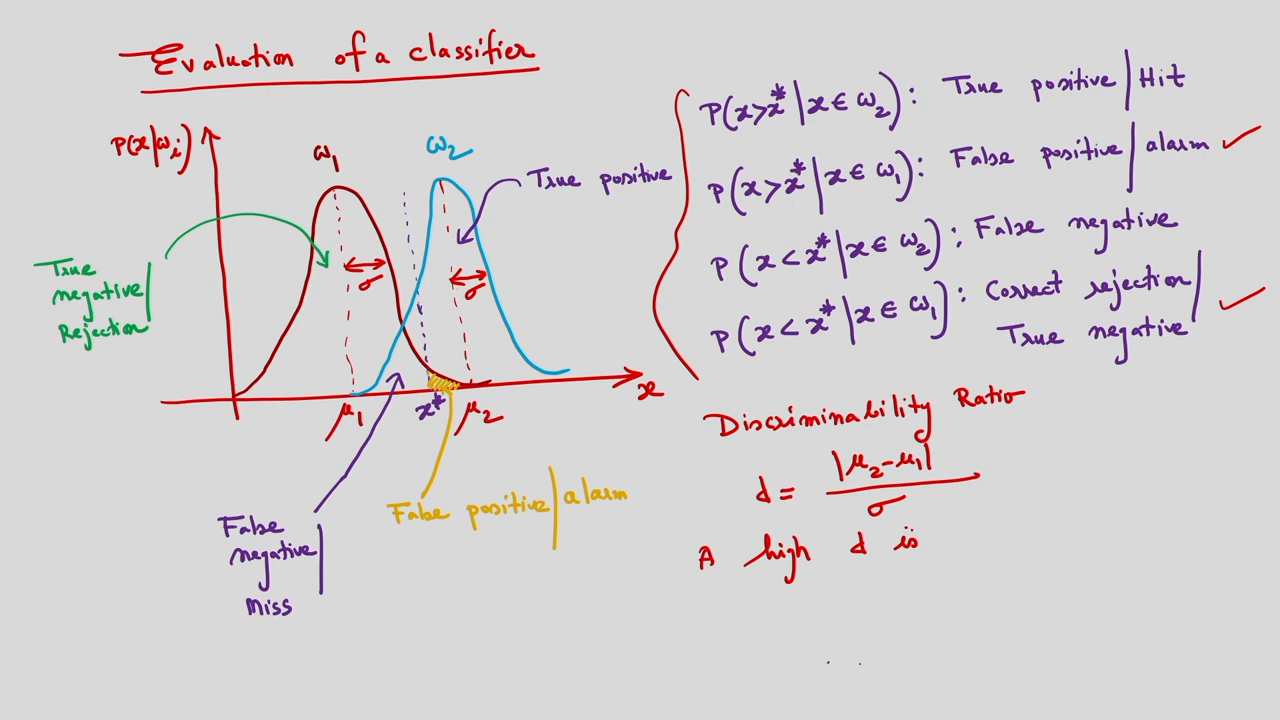 Evaluation of a classifier
P(x|ωi)
ω1
ω2
True positive
σ
σ
True
negative
Rejection
μ1
x*
μ2
x
False positive | alarm
False
negative
Miss
P(x>x* | x∈ω2): True positive | Hit
P(x>x* | x∈ω1): False positive | alarm ✓
P(x<x* | x∈ω2): False negative
P(x<x* | x∈ω1): Correct rejection |
True negative ✓
Discriminability Ratio
d = |μ2-μ1| / σ
A high d is